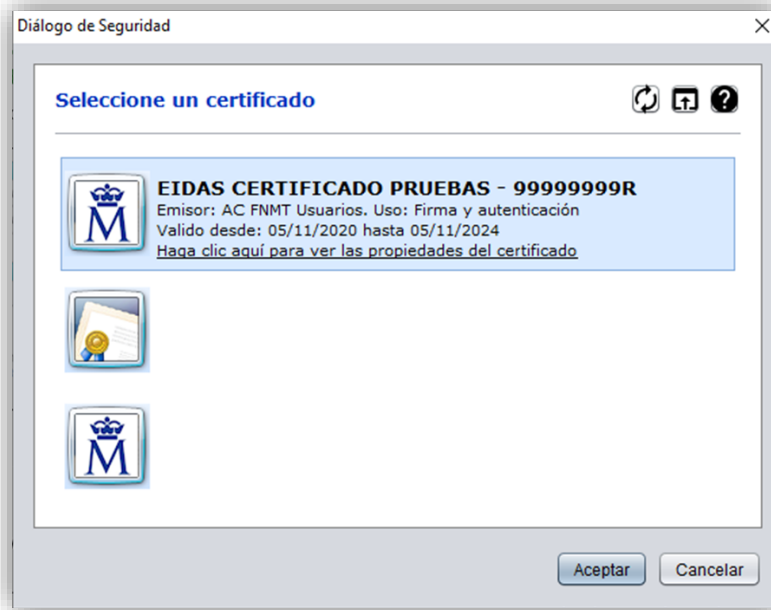 Diálogo de Seguridad
Seleccione un certificado
EIDAS CERTIFICADO PRUEBAS - 99999999R
Emisor: AC FNMT Usuarios. Uso: Firma y autenticación
Valido desde: 05/11/2020 hasta 05/11/2024
Haga clic aquí para ver las propiedades del certificado
M
M
Aceptar
Cancelar